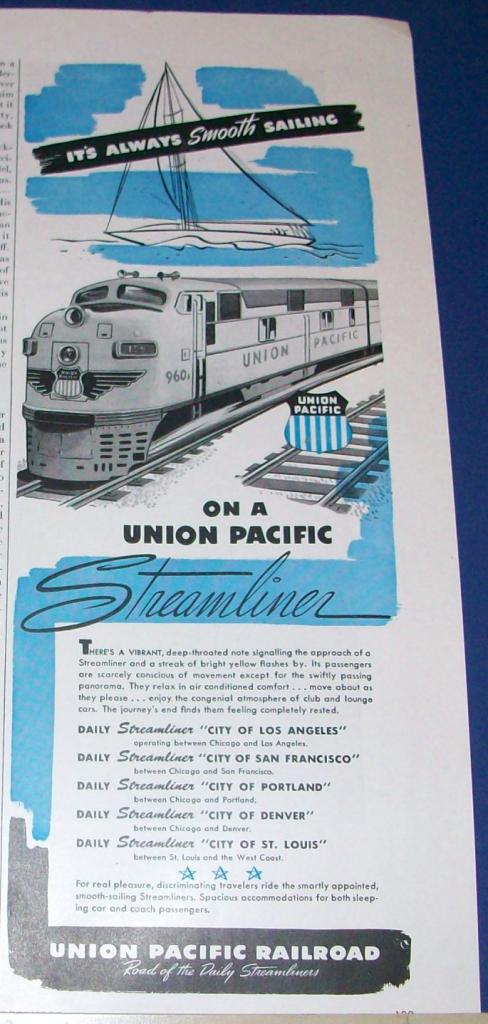 IT'S ALWAYS Smooth SAILING
UNION PACIFIC
960
UNION
PACIFIC
ON A
UNION PACIFIC
Streamliner
THERE'S A VIBRANT, deep-throated note signalling the approach of a
Streamliner and a streak of bright yellow flashes by. Its passengers
are scarcely conscious of movement except for the swiftly passing
panorama. They relax in air conditioned comfort . . . move about as
they please . . . enjoy the congenial atmosphere of club and lounge
cars. The journey's end finds them feeling completely rested.
DAILY Streamliner "CITY OF LOS ANGELES"
operating between Chicago and Los Angeles.
DAILY Streamliner "CITY OF SAN FRANCISCO"
between Chicago and San Francisco.
DAILY Streamliner "CITY OF PORTLAND"
between Chicago and Portland.
DAILY Streamliner "CITY OF DENVER"
between Chicago and Denver.
DAILY Streamliner "CITY OF ST. LOUIS"
between St. Louis and the West Coast.
For real pleasure, discriminating travelers ride the smartly appointed,
smooth-sailing Streamliners. Spacious accommodations for both sleep-
ing car and coach passengers.
UNION PACIFIC RAILROAD
Road of the Daily Streamliners